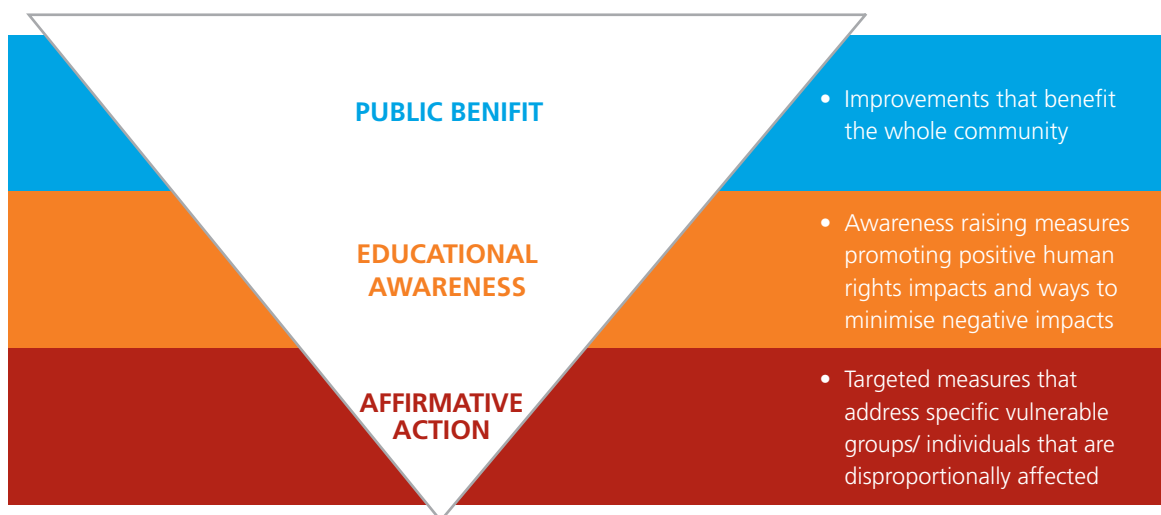 PUBLIC BENIFIT
• Improvements that benefit
the whole community
EDUCATIONAL
AWARENESS
• Awareness raising measures
promoting positive human
rights impacts and ways to
minimise negative impacts
AFFIRMATIVE
ACTION
• Targeted measures that
address specific vulnerable
groups/ individuals that are
disproportionally affected